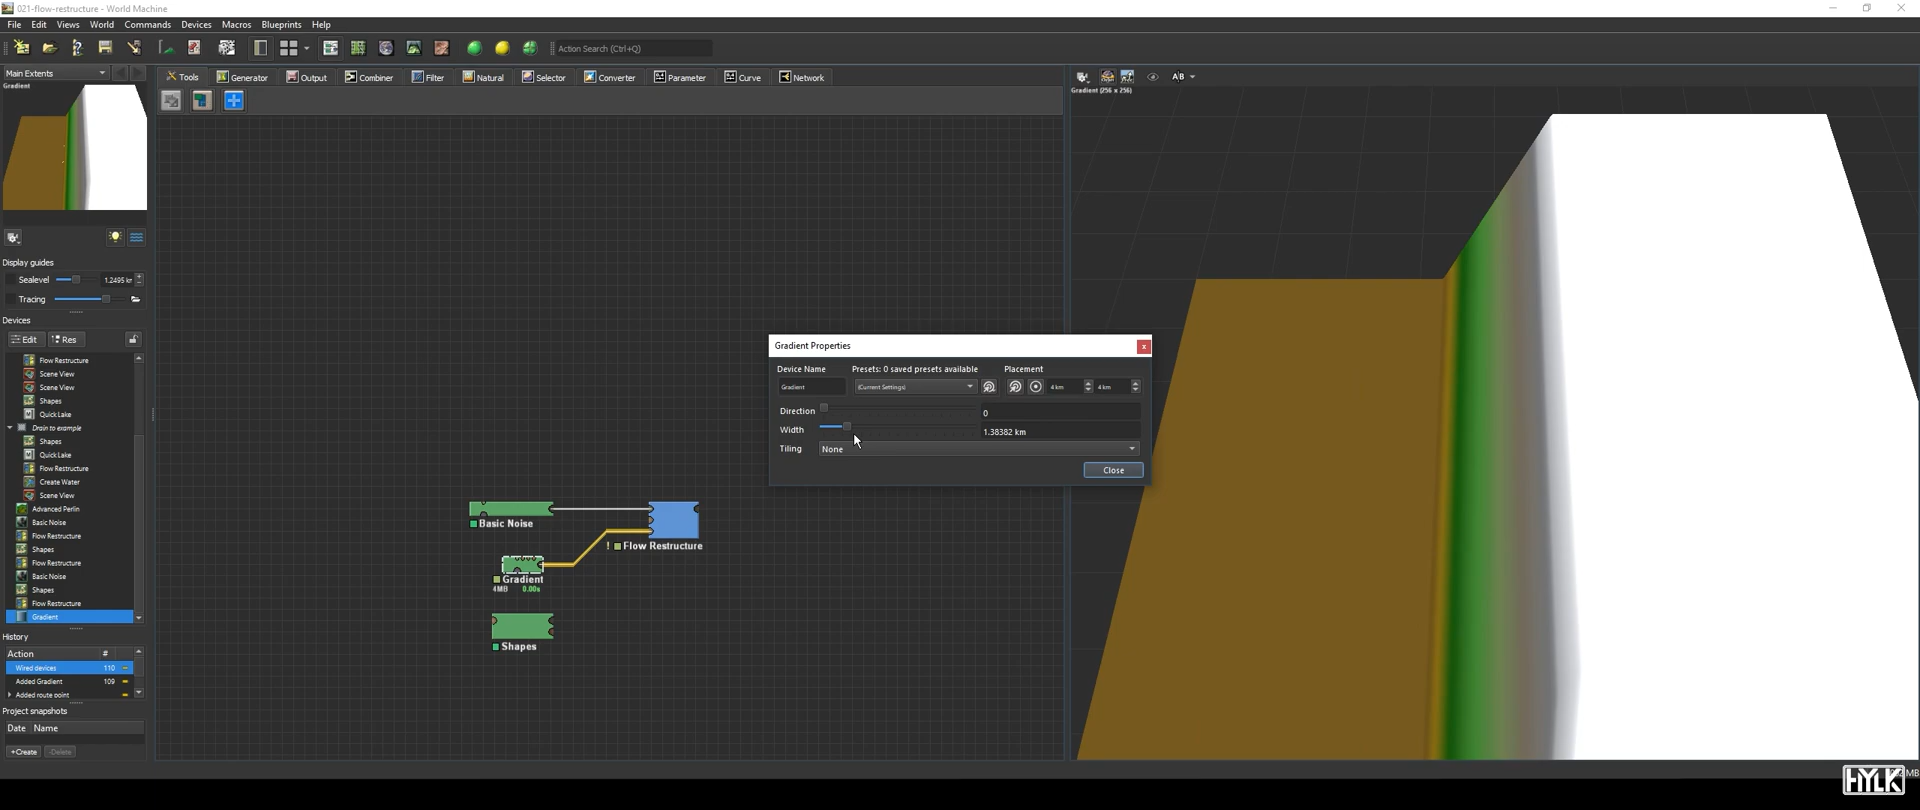 021-flow-restructure - World Machine
File Edit Views World Commands Devices Macros Blueprints Help
Action Search (Ctrl+Q)
Main Extents
Tools Generator Output Combiner Filter Natural Selector Converter Parameter Curve Network
AB
Gradient
Gradient (256 x 256)
Display guides
Sealevel 1.2495 kr
Tracing
Devices
Edit Res
Flow Restructure
Scene View
Scene View
Shapes
Quick Lake
Drain to example
Shapes
Quick Lake
Flow Restructure
Create Water
Scene View
Advanced Perlin
Basic Noise
Flow Restructure
Shapes
Flow Restructure
Basic Noise
Shapes
Flow Restructure
Gradient
History
Action #
Wired devices 110
Added Gradient 109
Added route point
Project snapshots
Date Name
+Create -Delete
Basic Noise
! Flow Restructure
Gradient
4MB 0.00s
Shapes
Gradient Properties
x
Device Name Presets: 0 saved presets available Placement
Gradient (Current Settings) 4 km 4 km
Direction 0
Width 1.38382 km
Tiling None
Close
HYLK
MB